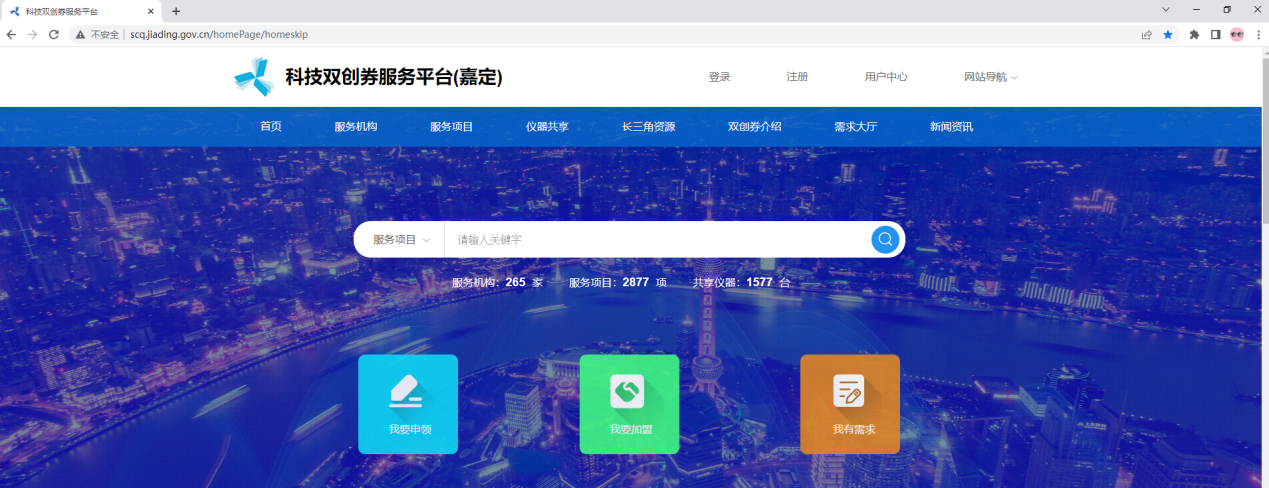 科技双创券服务平台
不安全 | scq.jiading.gov.cn/homePage/homeskip
科技双创券服务平台(嘉定)
登录 注册 用户中心 网站导航
首页 服务机构 服务项目 仪器共享 长三角资源 双创券介绍 需求大厅 新闻资讯
服务项目 请输入关键字
服务机构：265 家 服务项目：2877 项 共享仪器：1577 台
我要申领 我要加盟 我有需求